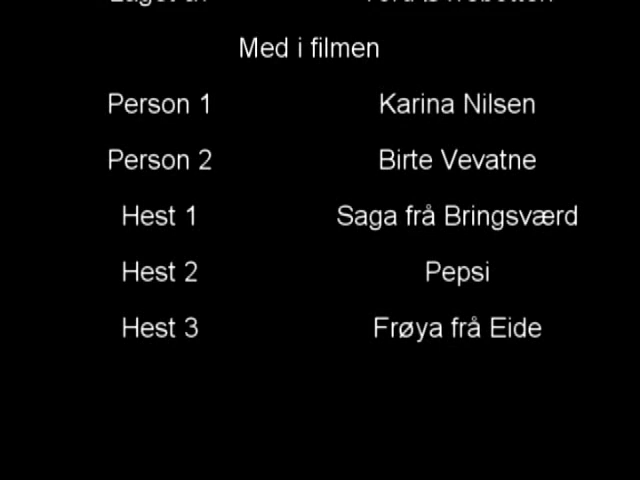 Med i filmen
Person 1 Karina Nilsen
Person 2 Birte Vevatne
Hest 1 Saga frå Bringsværd
Hest 2 Pepsi
Hest 3 Frøya frå Eide